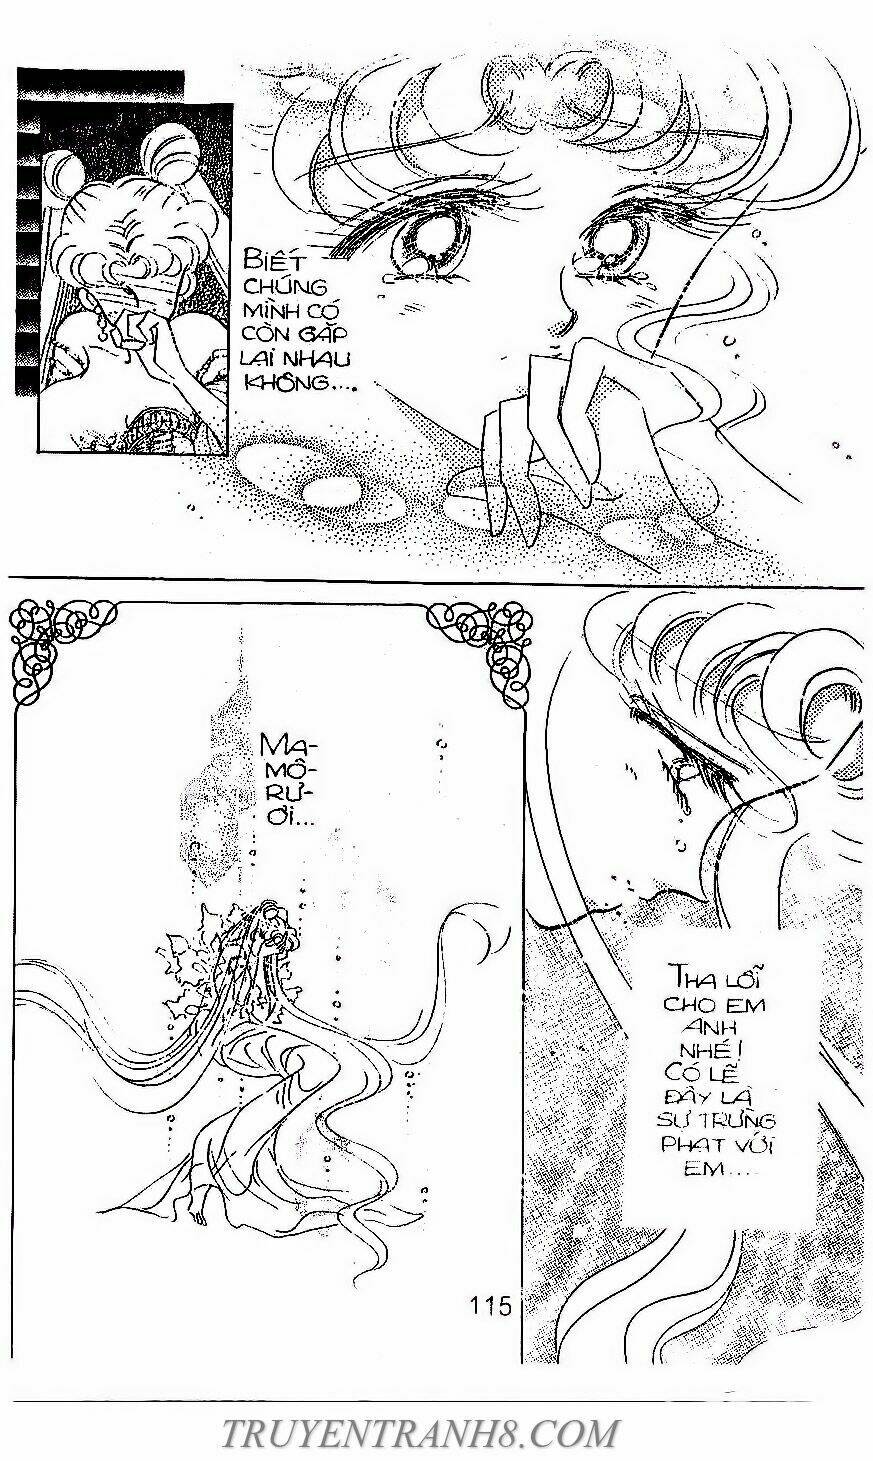 BIẾT
CHÚNG
MÌNH CÓ
CÒN GẶP
LẠI NHAU
KHÔNG....
MA-
MÔ-
RƯ-
ƠI...
THA LỖI
CHO EM
ANH
NHÉ!
CÓ LẼ
ĐÂY LÀ
SỰ TRỪNG
PHẠT VỚI
EM....
115
TRUYENTRANH8.COM